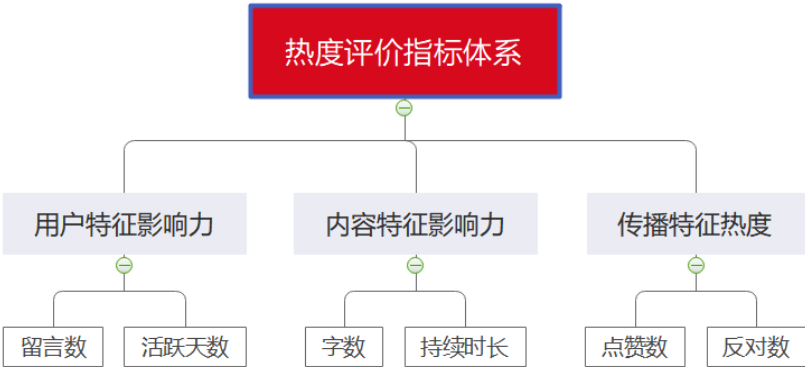 热度评价指标体系
用户特征影响力
内容特征影响力
传播特征热度
留言数
活跃天数
字数
持续时长
点赞数
反对数